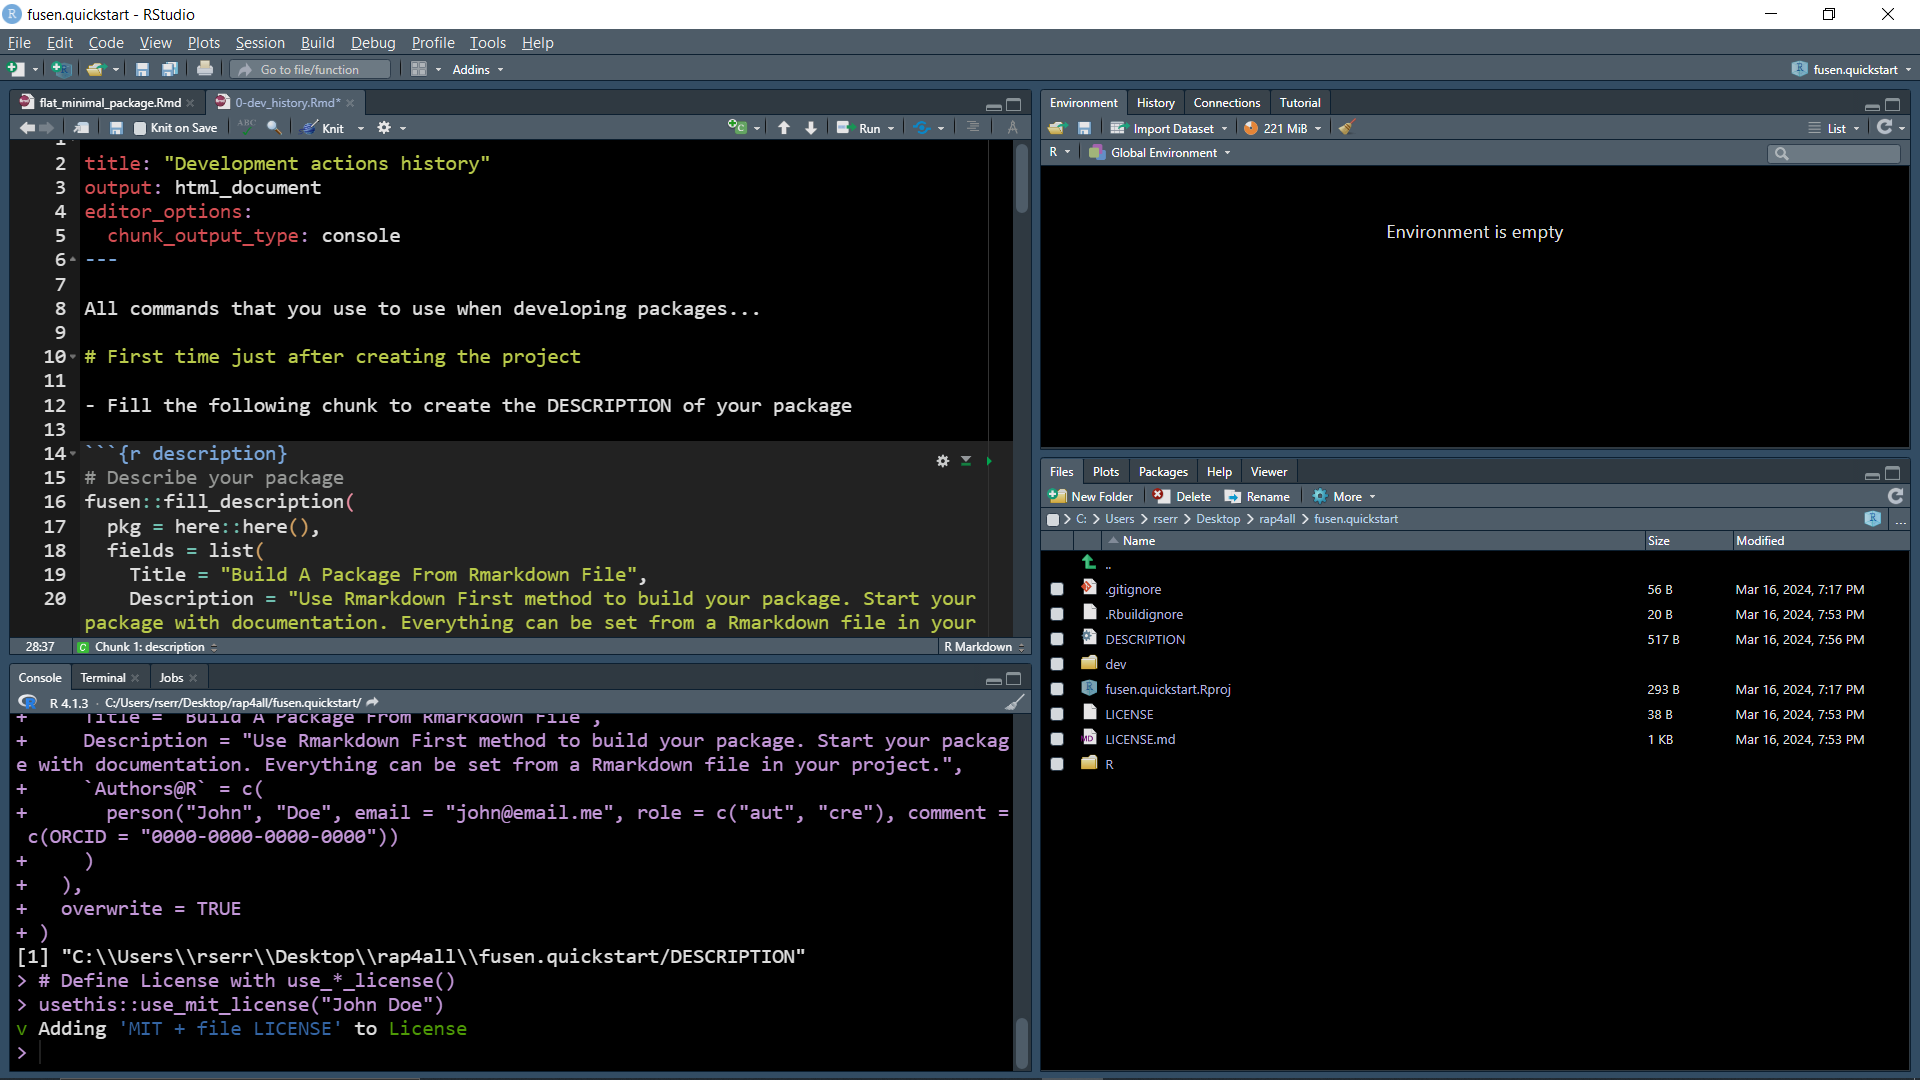 fusen.quickstart - RStudio
File Edit Code View Plots Session Build Debug Profile Tools Help
Go to file/function Addins fusen.quickstart
flat_minimal_package.Rmd 0-dev_history.Rmd*
Knit on Save ABC Knit Run
1
2 title: "Development actions history"
3 output: html_document
4 editor_options:
5 chunk_output_type: console
6 ---
7
8 All commands that you use to use when developing packages...
9
10 # First time just after creating the project
11
12 - Fill the following chunk to create the DESCRIPTION of your package
13
14 ```{r description}
15 # Describe your package
16 fusen::fill_description(
17 pkg = here::here(),
18 fields = list(
19 Title = "Build A Package From Rmarkdown File",
20 Description = "Use Rmarkdown First method to build your package. Start your
package with documentation. Everything can be set from a Rmarkdown file in your
28:37 Chunk 1: description R Markdown
Console Terminal Jobs
R 4.1.3 · C:/Users/rserr/Desktop/rap4all/fusen.quickstart/
+ Title = "Build A Package From Rmarkdown File",
+ Description = "Use Rmarkdown First method to build your package. Start your packag
e with documentation. Everything can be set from a Rmarkdown file in your project.",
+ `Authors@R` = c(
+ person("John", "Doe", email = "john@email.me", role = c("aut", "cre"), comment =
c(ORCID = "0000-0000-0000-0000"))
+ )
+ ),
+ overwrite = TRUE
+ )
[1] "C:\\Users\\rserr\\Desktop\\rap4all\\fusen.quickstart/DESCRIPTION"
> # Define License with use_*_license()
> usethis::use_mit_license("John Doe")
v Adding 'MIT + file LICENSE' to License
>
Environment History Connections Tutorial
Import Dataset 221 MiB List
R Global Environment
Environment is empty
Files Plots Packages Help Viewer
New Folder Delete Rename More
C: > Users > rserr > Desktop > rap4all > fusen.quickstart ...
Name Size Modified
..
.gitignore 56 B Mar 16, 2024, 7:17 PM
.Rbuildignore 20 B Mar 16, 2024, 7:53 PM
DESCRIPTION 517 B Mar 16, 2024, 7:56 PM
dev
fusen.quickstart.Rproj 293 B Mar 16, 2024, 7:17 PM
LICENSE 38 B Mar 16, 2024, 7:53 PM
LICENSE.md 1 KB Mar 16, 2024, 7:53 PM
R